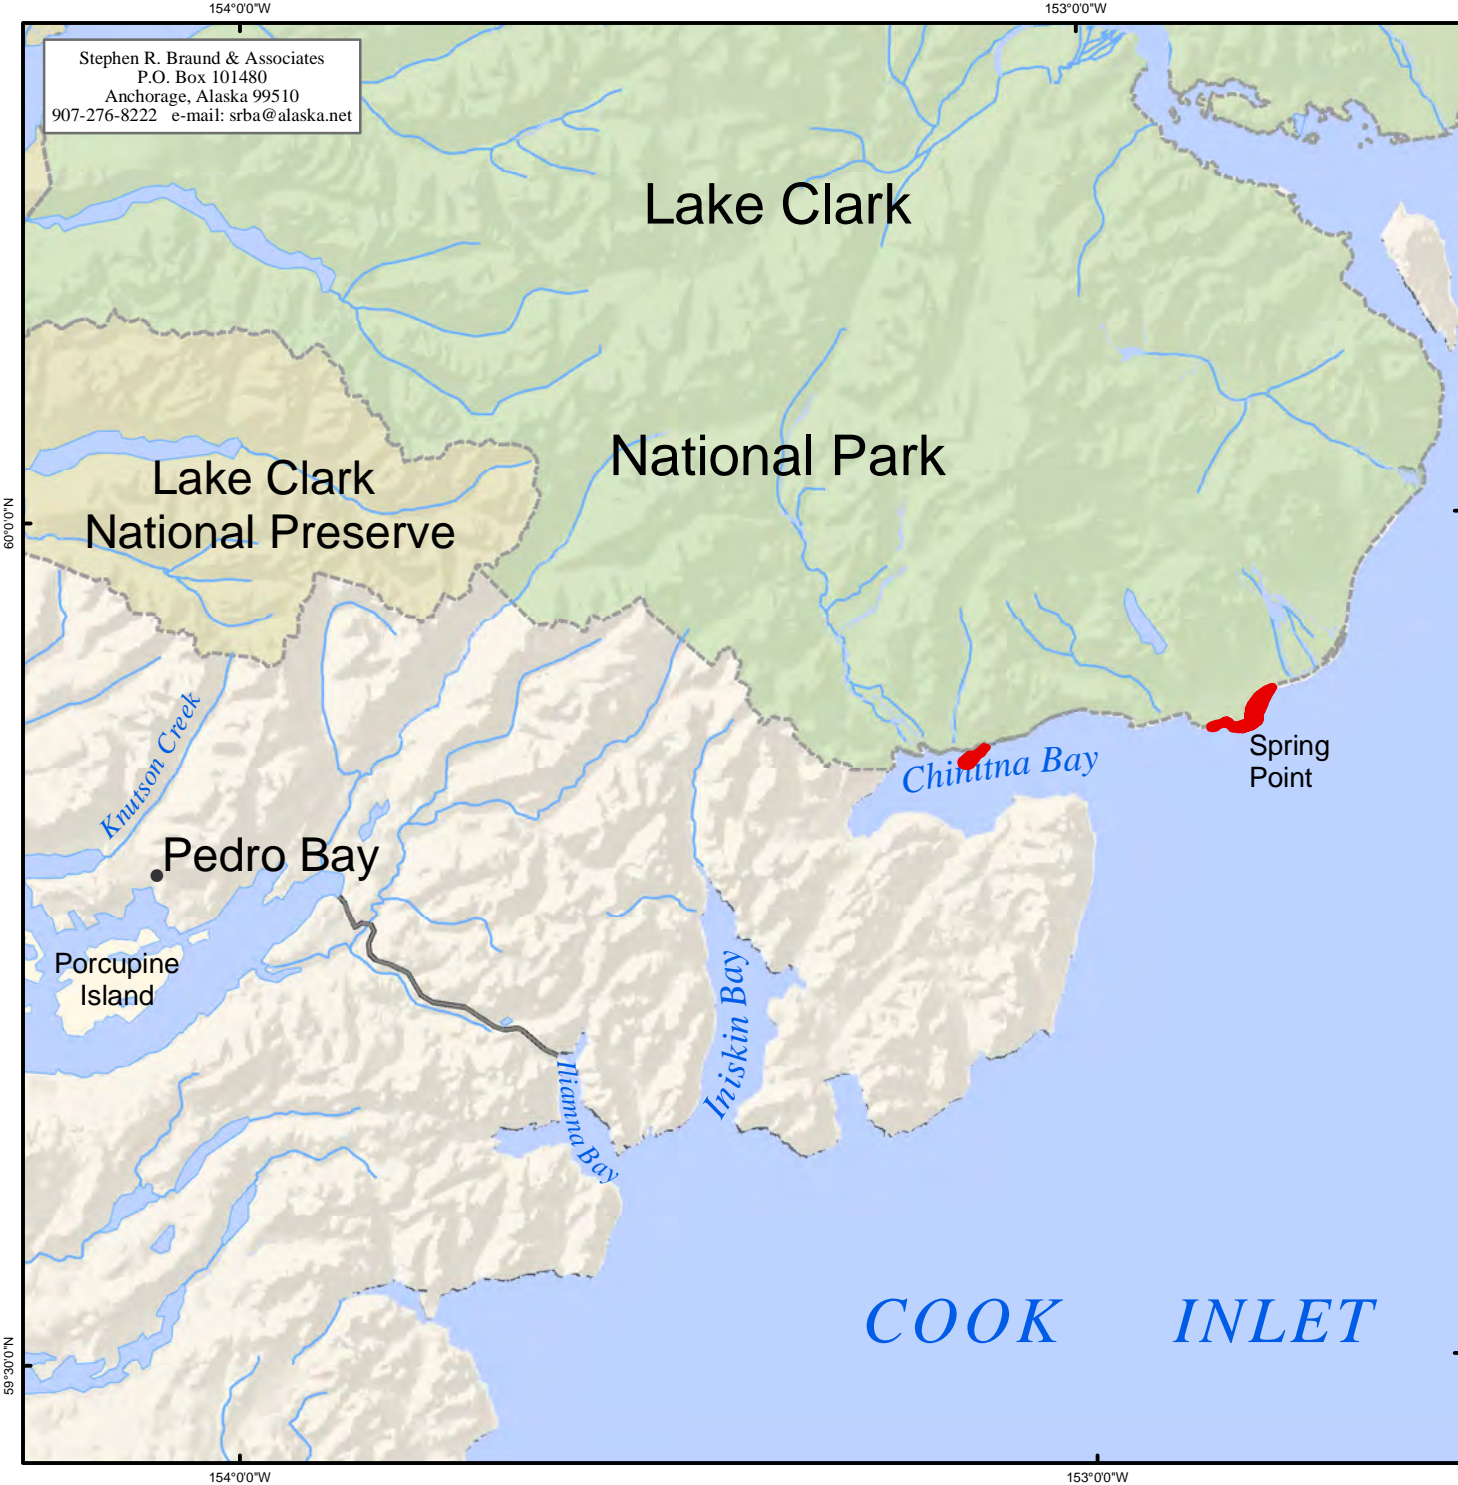 154°0'0"W
153°0'0"W
Stephen R. Braund & Associates
P.O. Box 101480
Anchorage, Alaska 99510
907-276-8222 e-mail: srba@alaska.net
Lake Clark
National Park
Lake Clark
National Preserve
60°0'0"N
Knutson Creek
Spring
Point
Chinitna Bay
Pedro Bay
Porcupine
Island
Iniskin Bay
Iliamna Bay
COOK INLET
59°30'0"N
154°0'0"W
153°0'0"W